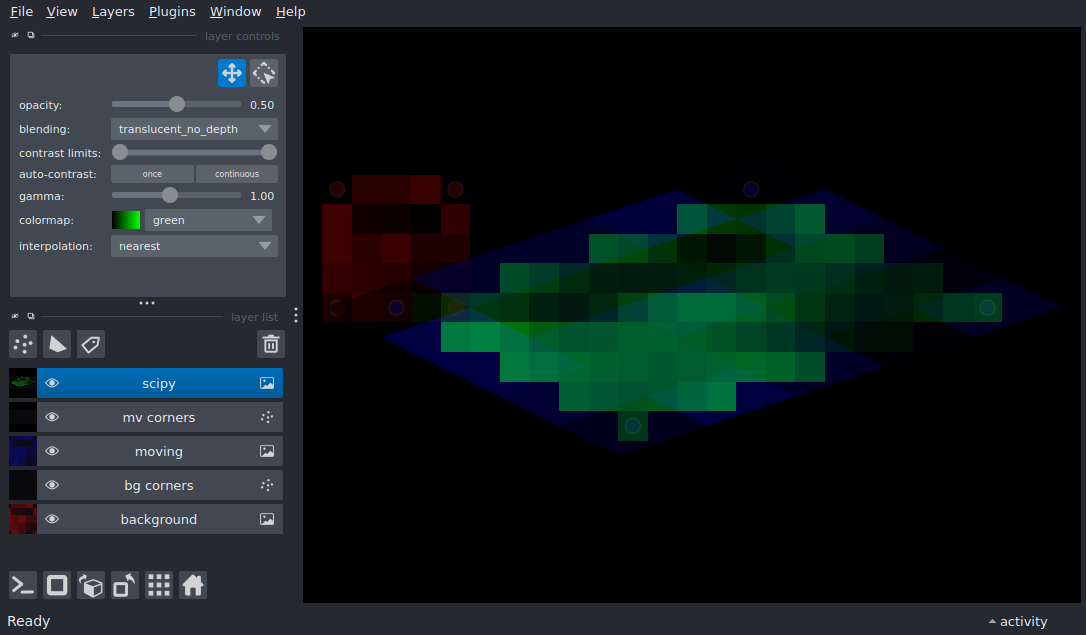 File View Layers Plugins Window Help
layer controls
opacity: 0.50
blending: translucent_no_depth
contrast limits:
auto-contrast: once continuous
gamma: 1.00
colormap: green
interpolation: nearest
layer list
scipy
mv corners
moving
bg corners
background
Ready activity